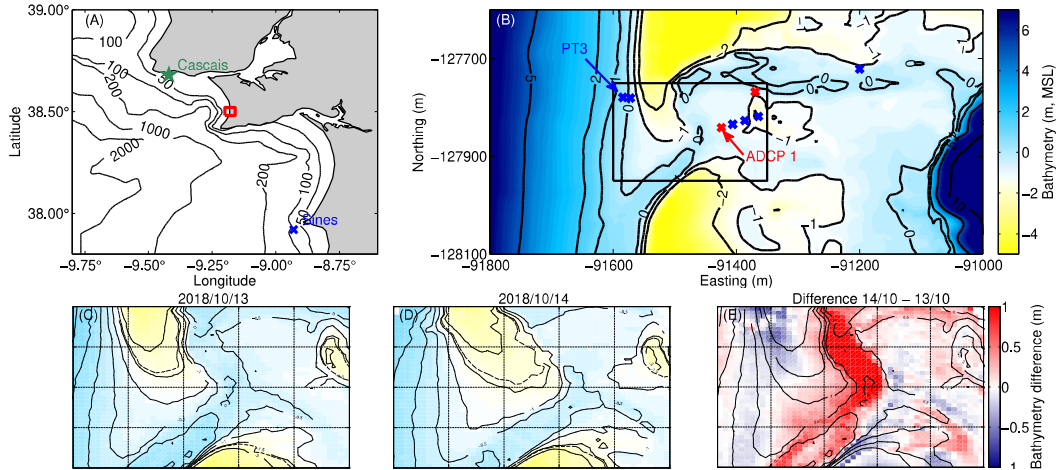 (A)
Cascais
Sines
100
100
50
200
1000
2000
200
100
50
38.50°
38.00°
Latitude
−9.75°
−9.50°
−9.25°
−9.00°
−8.75°
Longitude
(B)
PT3
ADCP 1
5
−127700
−127900
−128100
Northing (m)
−91800
−91600
−91400
−91200
−91000
Easting (m)
6
4
2
0
−2
−4
Bathymetry (m, MSL)
2018/10/13
(C)
2018/10/14
(D)
Difference 14/10 − 13/10
(E)
1
0.5
0
−0.5
1
Bathymetry difference (m)